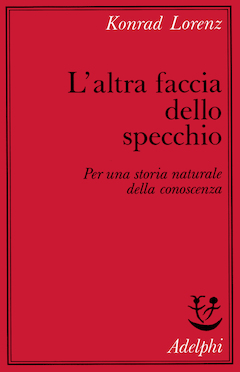 Konrad Lorenz
L'altra faccia
dello
specchio
Per una storia naturale
della conoscenza
Adelphi